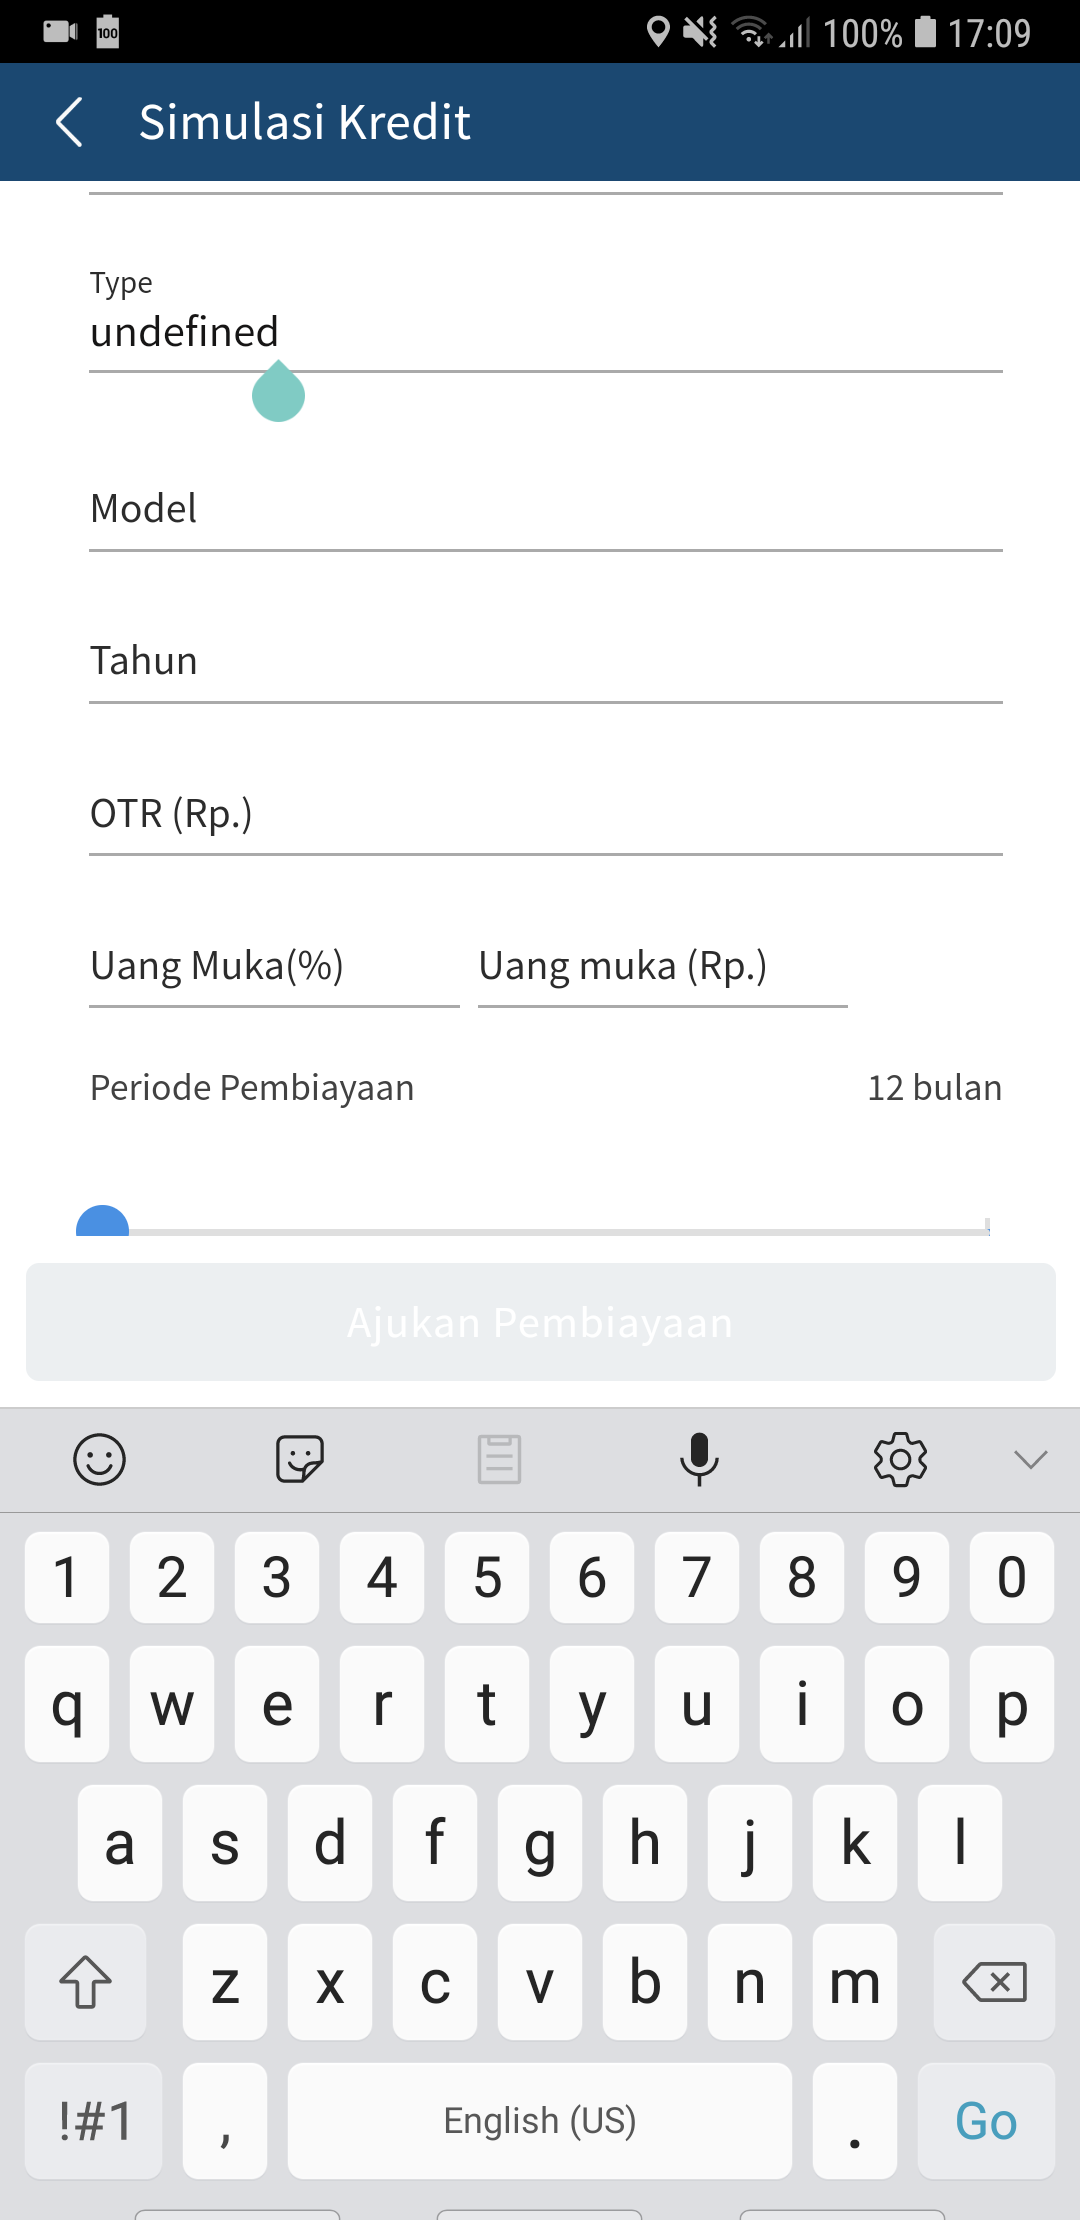 100 100% 17:09
Simulasi Kredit
Type
undefined
Model
Tahun
OTR (Rp.)
Uang Muka(%) Uang muka (Rp.)
Periode Pembiayaan 12 bulan
Ajukan Pembiayaan
1 2 3 4 5 6 7 8 9 0
q w e r t y u i o p
a s d f g h j k l
z x c v b n m
!#1 , English (US) . Go